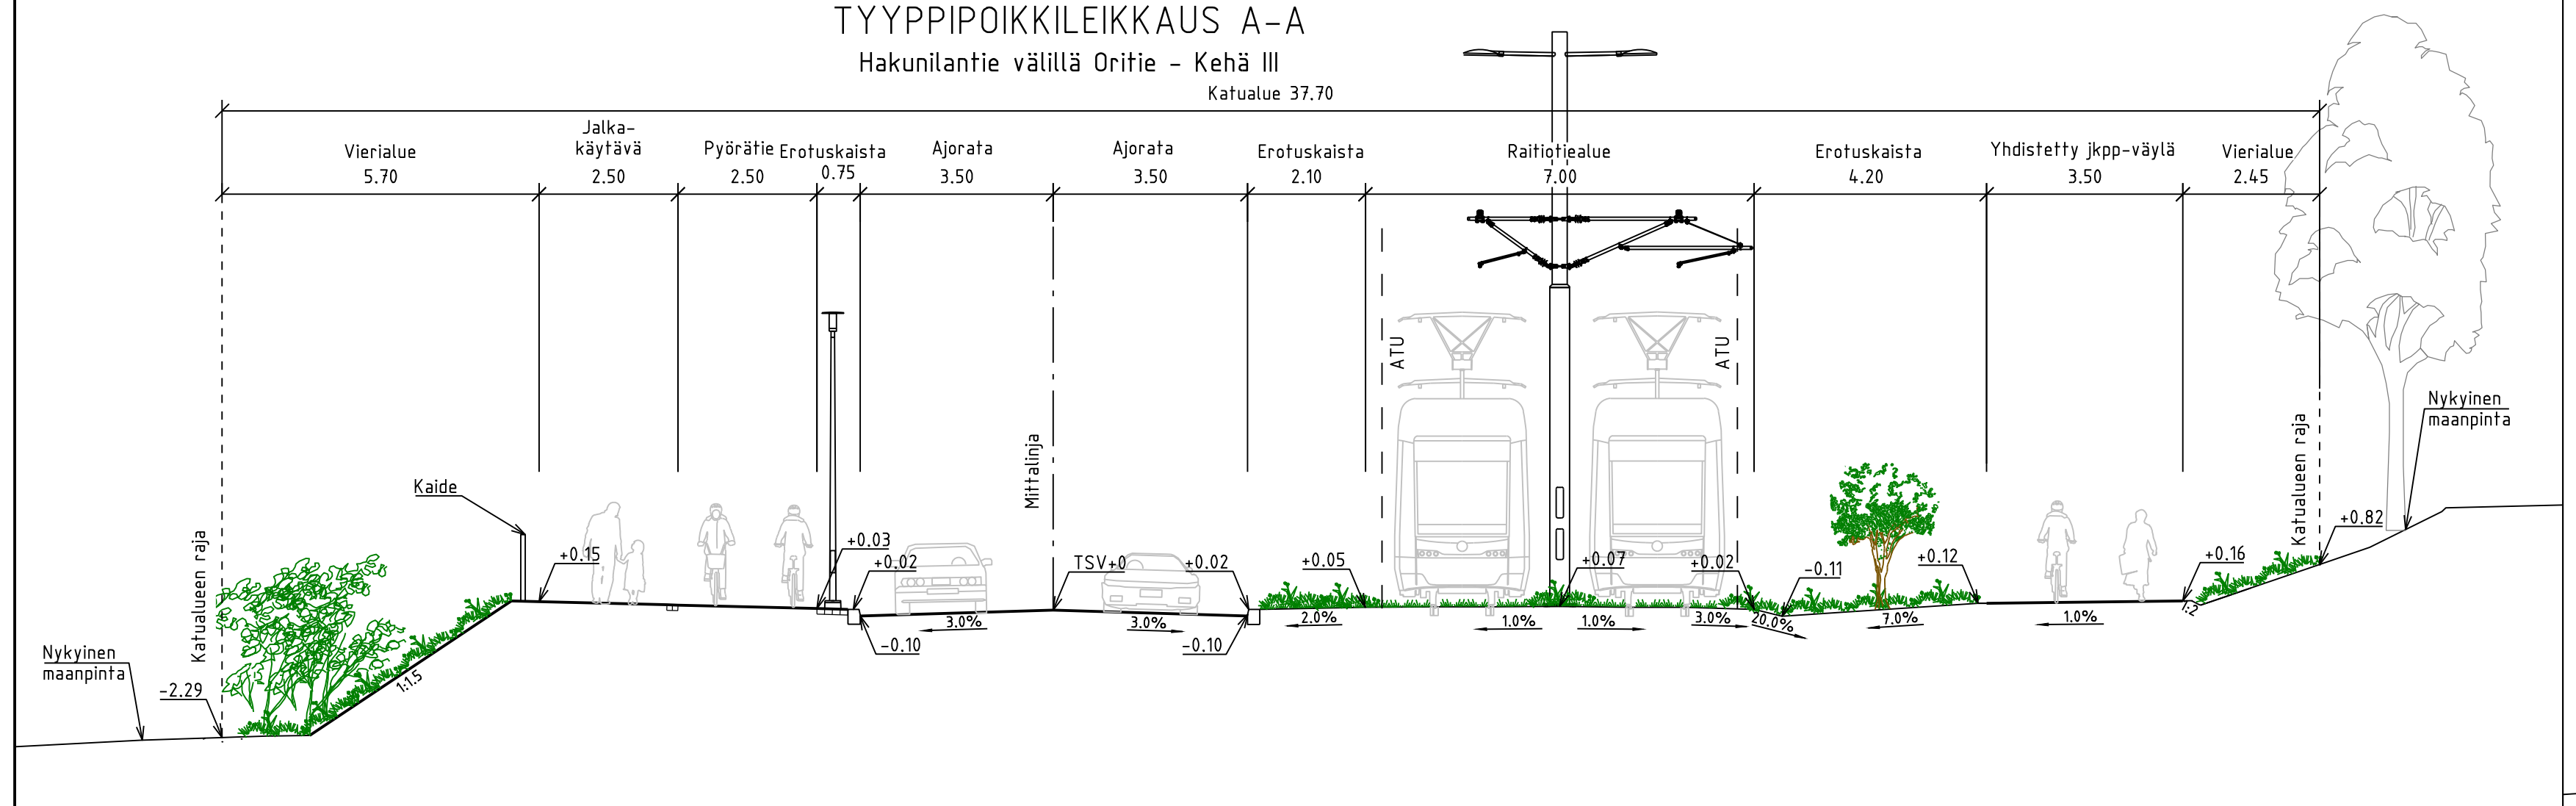 TYYPPIPOIKKILEIKKAUS A-A
Hakunilantie välillä Oritie - Kehä III
Katualue 37.70
Vierialue
5.70
Jalka-
käytävä
2.50
Pyörätie
2.50
Erotuskaista
0.75
Ajorata
3.50
Ajorata
3.50
Erotuskaista
2.10
Raitiotiealue
7.00
Erotuskaista
4.20
Yhdistetty jkpp-väylä
3.50
Vierialue
2.45
ATU
ATU
Nykyinen
maanpinta
Katualueen raja
Mittalinja
Kaide
Katualueen raja
+0.82
+0.15
+0.03
+0.02
TSV+0
+0.02
+0.05
+0.07
+0.02
-0.11
+0.12
+0.16
1:2
3.0%
3.0%
2.0%
1.0%
1.0%
3.0%
20.0%
7.0%
1.0%
-0.10
-0.10
Nykyinen
maanpinta
-2.29
1:1.5